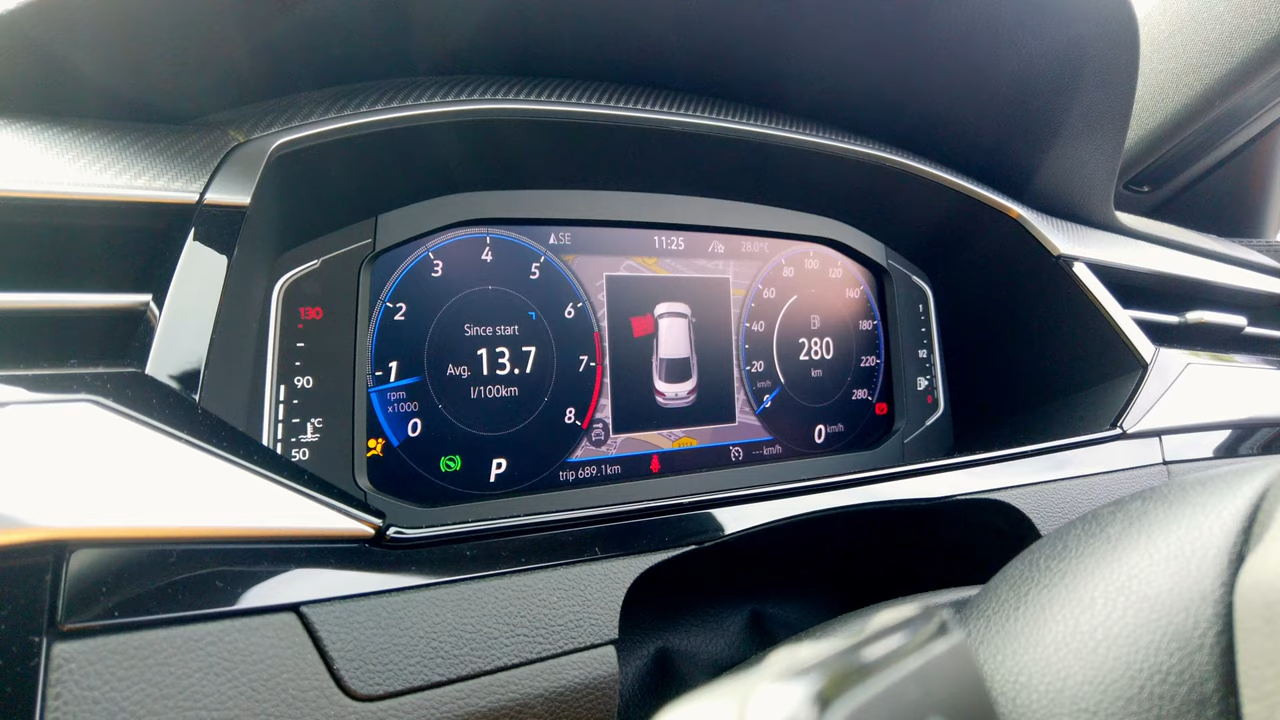 130
90
°C
50
0
1
2
3
4
5
6
7
8
rpm
x1000
Since start
Avg. 13.7
l/100km
P
SE
11:25
28.0°C
trip 689.1km
--- km/h
0
20
40
60
80
100
120
140
180
220
280
km/h
280
km
0 km/h
1
1/2